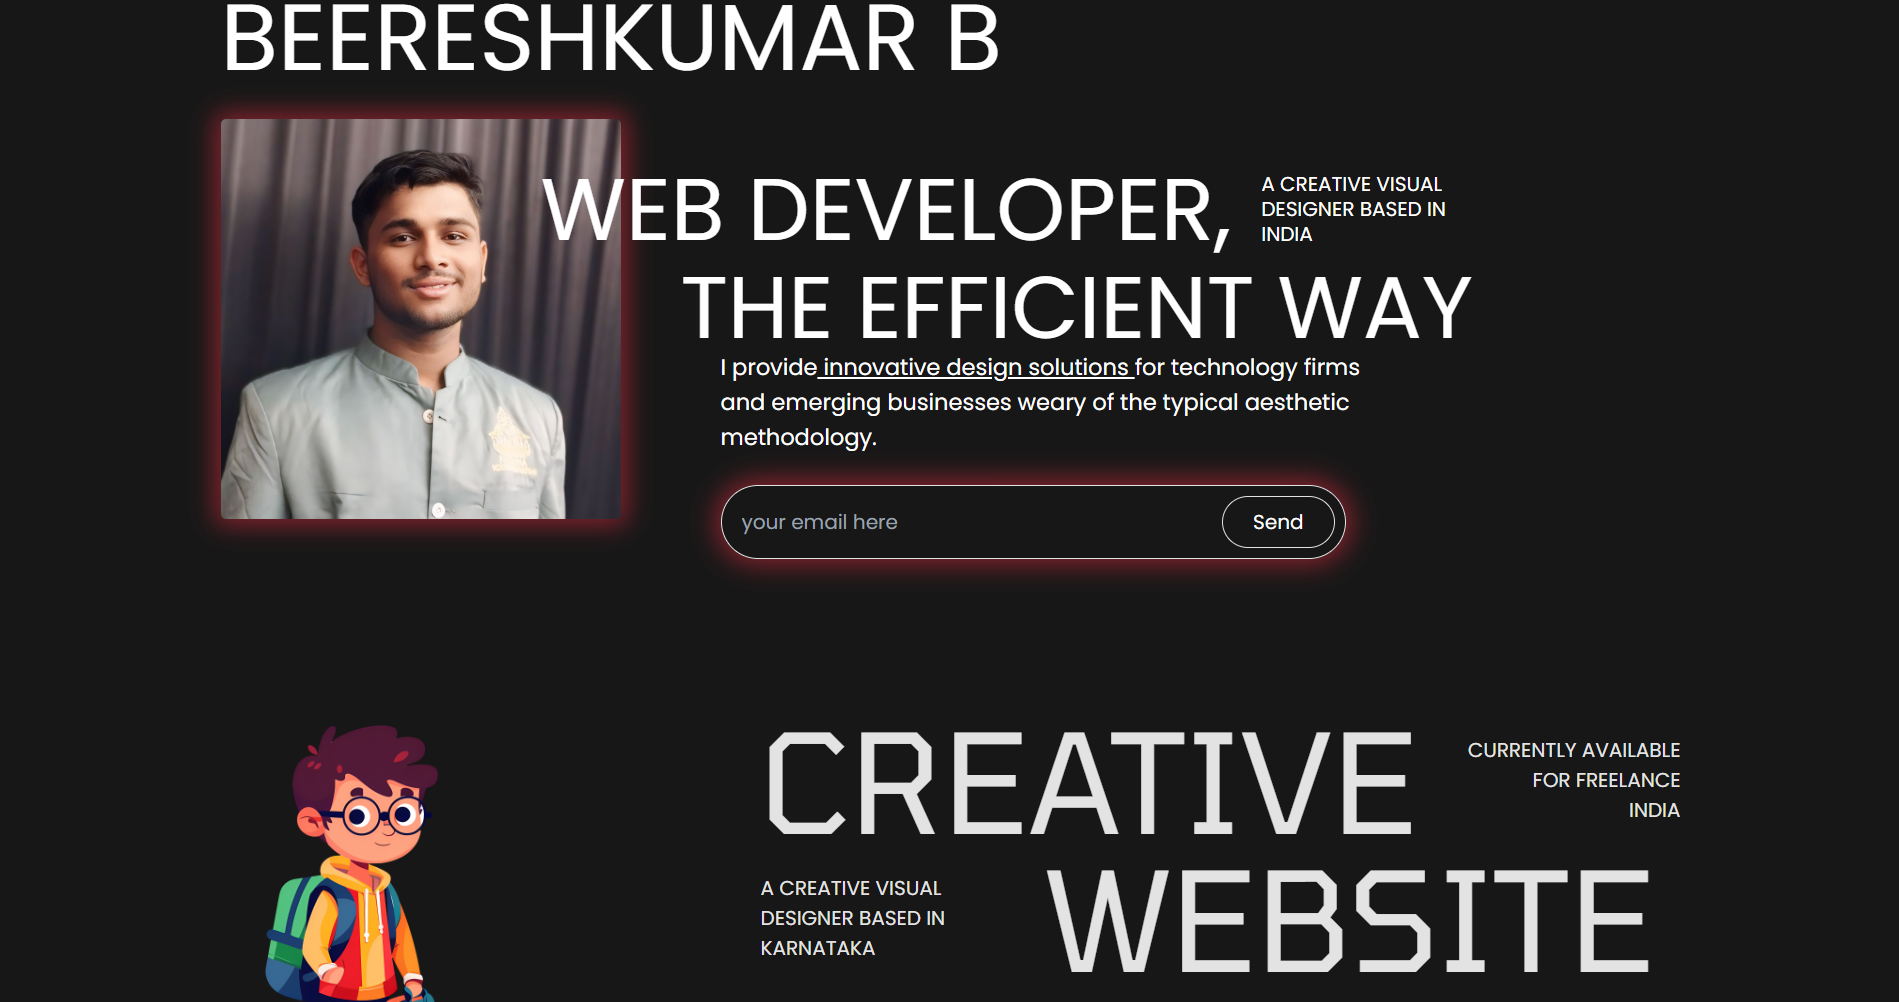 BEERESHKUMAR B
WEB DEVELOPER,
A CREATIVE VISUAL
DESIGNER BASED IN
INDIA
THE EFFICIENT WAY
I provide innovative design solutions for technology firms
and emerging businesses weary of the typical aesthetic
methodology.
your email here
Send
CREATIVE
CURRENTLY AVAILABLE
FOR FREELANCE
INDIA
A CREATIVE VISUAL
DESIGNER BASED IN
KARNATAKA
WEBSITE